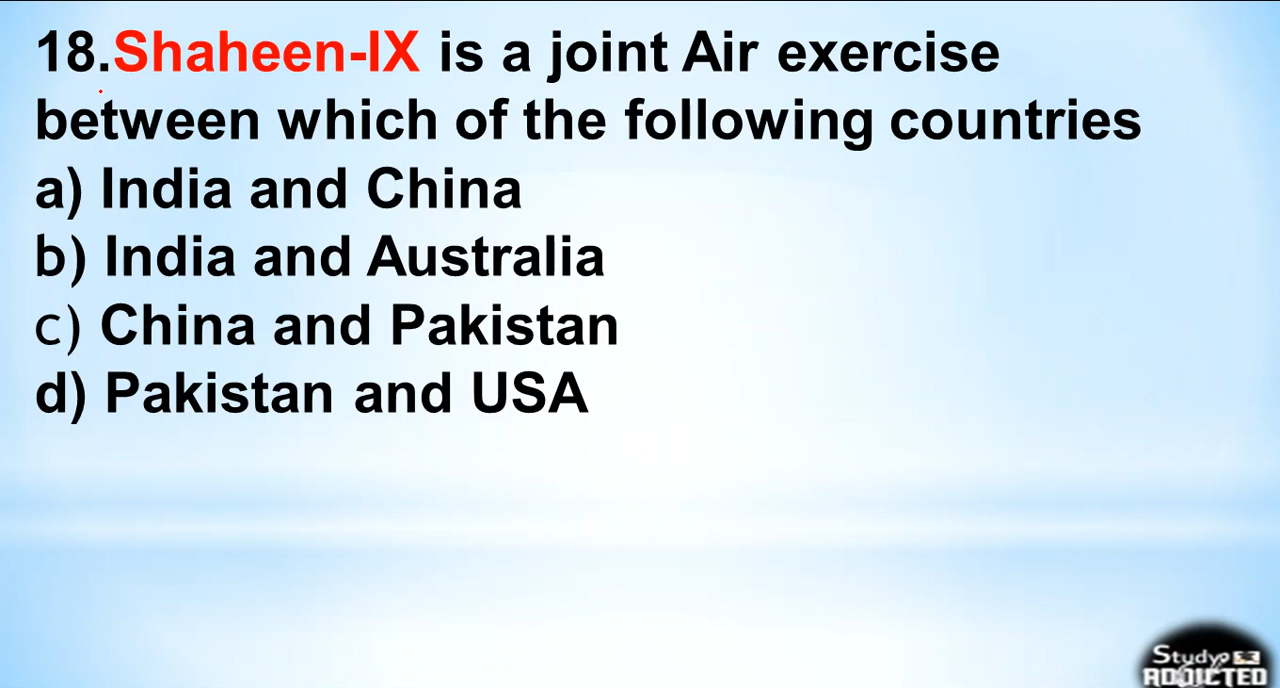 18.Shaheen-IX is a joint Air exercise
between which of the following countries
a) India and China
b) India and Australia
c) China and Pakistan
d) Pakistan and USA
Study
ADDICTED